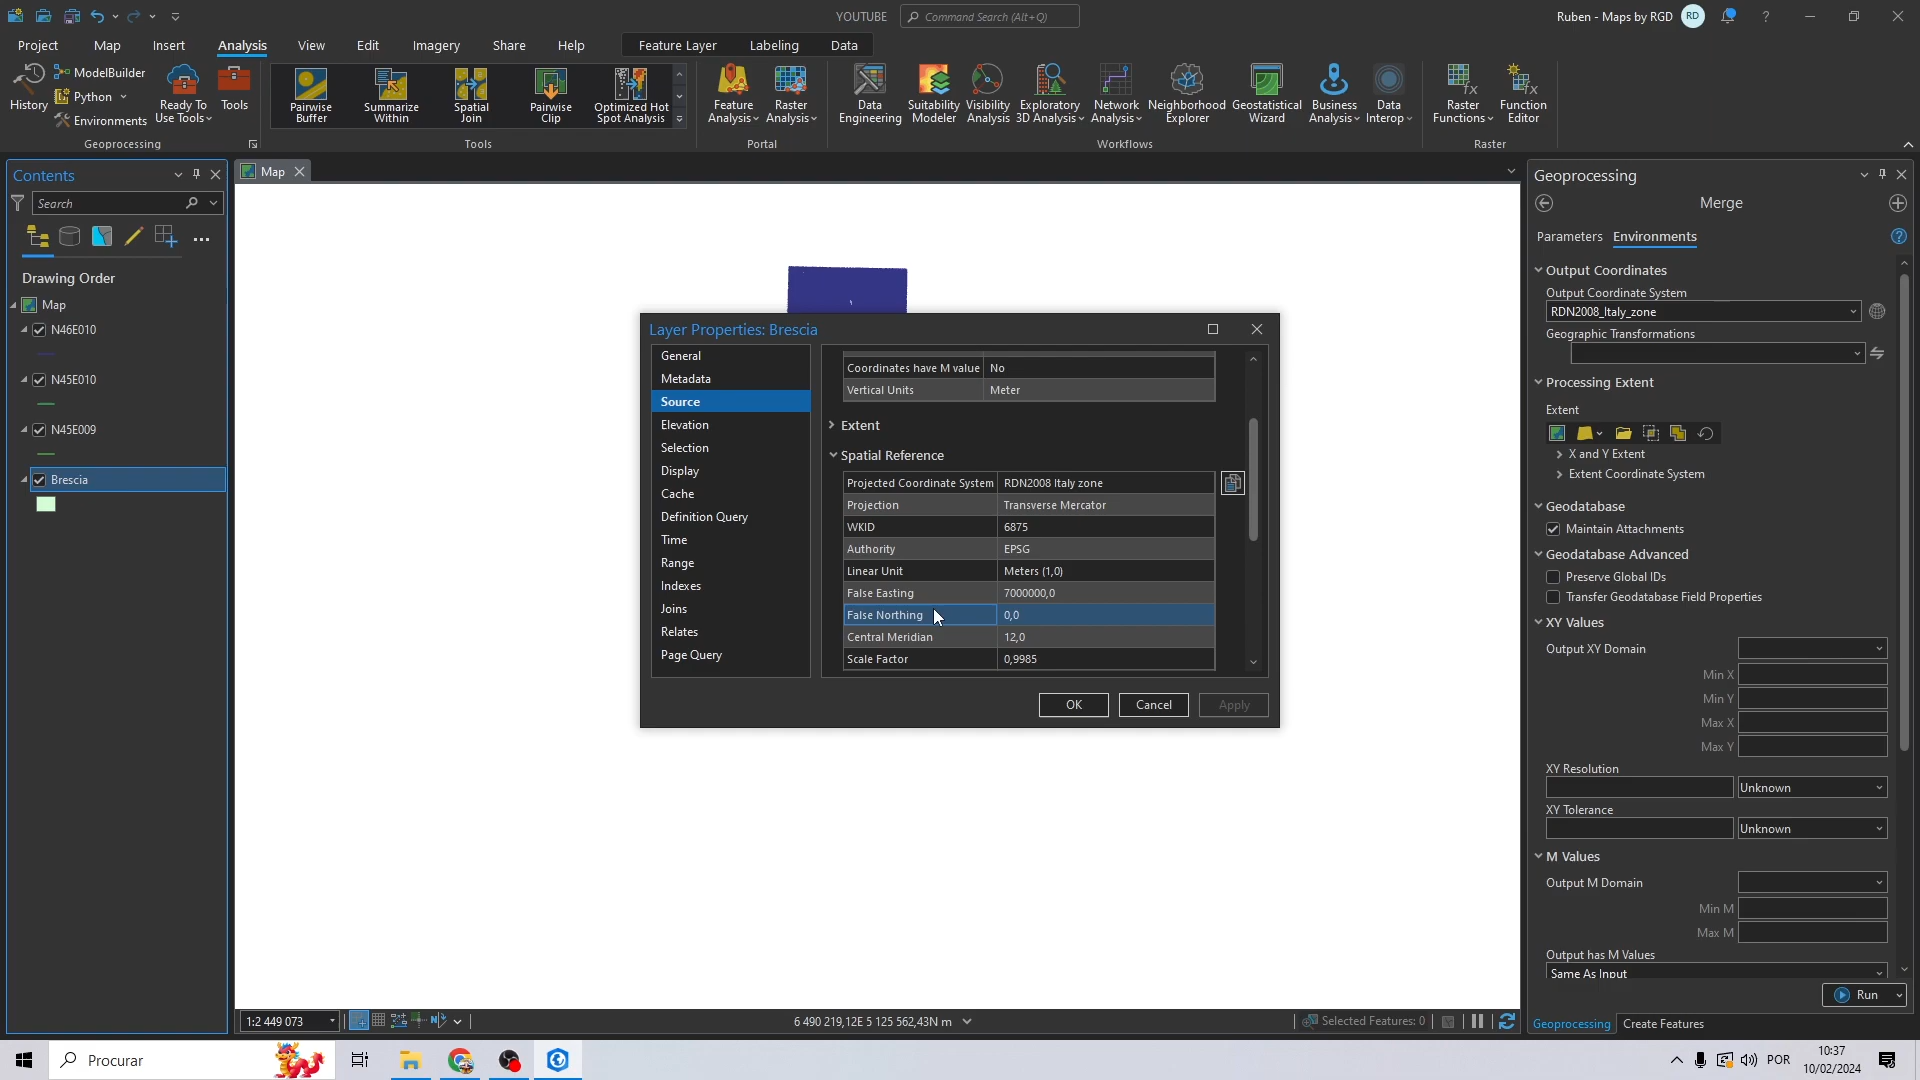 YOUTUBE
Command Search (Alt+Q)
Ruben - Maps by RGD
RD
?
Project
Map
Insert
Analysis
View
Edit
Imagery
Share
Help
Feature Layer
Labeling
Data
History
ModelBuilder
Python
Environments
Ready To
Use Tools
Tools
Pairwise
Buffer
Summarize
Within
Spatial
Join
Pairwise
Clip
Optimized Hot
Spot Analysis
Feature
Analysis
Raster
Analysis
Data
Engineering
Suitability
Modeler
Visibility
Analysis
Exploratory
3D Analysis
Network
Analysis
Neighborhood
Explorer
Geostatistical
Wizard
Business
Analysis
Data
Interop
Raster
Functions
Function
Editor
Geoprocessing
Tools
Portal
Workflows
Raster
Contents
Search
Drawing Order
Map
N46E010
N45E010
N45E009
Brescia
Map
Layer Properties: Brescia
General
Metadata
Source
Elevation
Selection
Display
Cache
Definition Query
Time
Range
Indexes
Joins
Relates
Page Query
Coordinates have M value No
Vertical Units Meter
Extent
Spatial Reference
Projected Coordinate System RDN2008 Italy zone
Projection Transverse Mercator
WKID 6875
Authority EPSG
Linear Unit Meters (1,0)
False Easting 7000000,0
False Northing 0,0
Central Meridian 12,0
Scale Factor 0,9985
OK
Cancel
Apply
Geoprocessing
Merge
Parameters
Environments
?
Output Coordinates
Output Coordinate System
RDN2008_Italy_zone
Geographic Transformations
Processing Extent
Extent
X and Y Extent
Extent Coordinate System
Geodatabase
Maintain Attachments
Geodatabase Advanced
Preserve Global IDs
Transfer Geodatabase Field Properties
XY Values
Output XY Domain
Min X
Min Y
Max X
Max Y
XY Resolution
Unknown
XY Tolerance
Unknown
M Values
Output M Domain
Min M
Max M
Output has M Values
Same As Input
Run
Geoprocessing
Create Features
1:2 449 073
6 490 219,12E 5 125 562,43N m
Selected Features: 0
Procurar
POR
10:37
10/02/2024